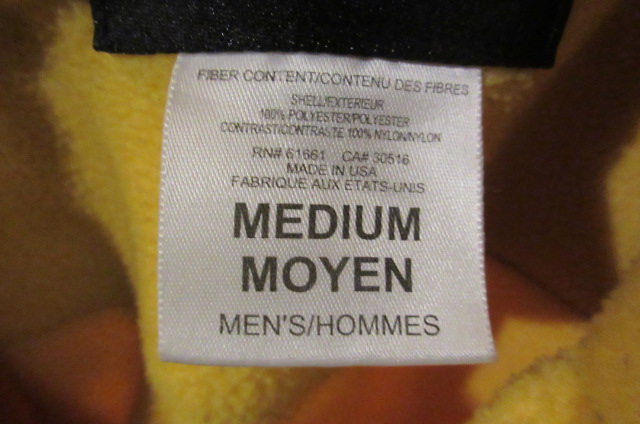 FIBER CONTENT/CONTENU DES FIBRES
SHELL/EXTERIEUR
100% POLYESTER/POLYESTER
CONTRAST/CONTRASTE 100% NYLON/NYLON
RN# 61661 CA# 30516
MADE IN USA
FABRIQUE AUX ETATS-UNIS
MEDIUM
MOYEN
MEN'S/HOMMES